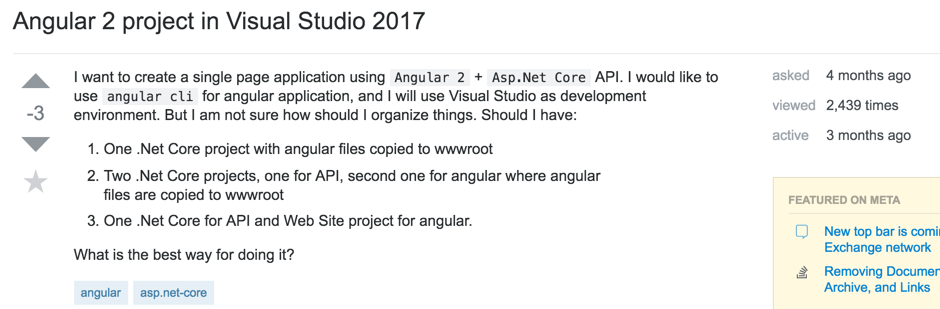 Angular 2 project in Visual Studio 2017
I want to create a single page application using Angular 2 + Asp.Net Core API. I would like to
use angular cli for angular application, and I will use Visual Studio as development
environment. But I am not sure how should I organize things. Should I have:
-3
1. One .Net Core project with angular files copied to wwwroot
2. Two .Net Core projects, one for API, second one for angular where angular
files are copied to wwwroot
3. One .Net Core for API and Web Site project for angular.
What is the best way for doing it?
angular asp.net-core
asked 4 months ago
viewed 2,439 times
active 3 months ago
FEATURED ON META
New top bar is
Exchange network
Removing
Archive, and Links